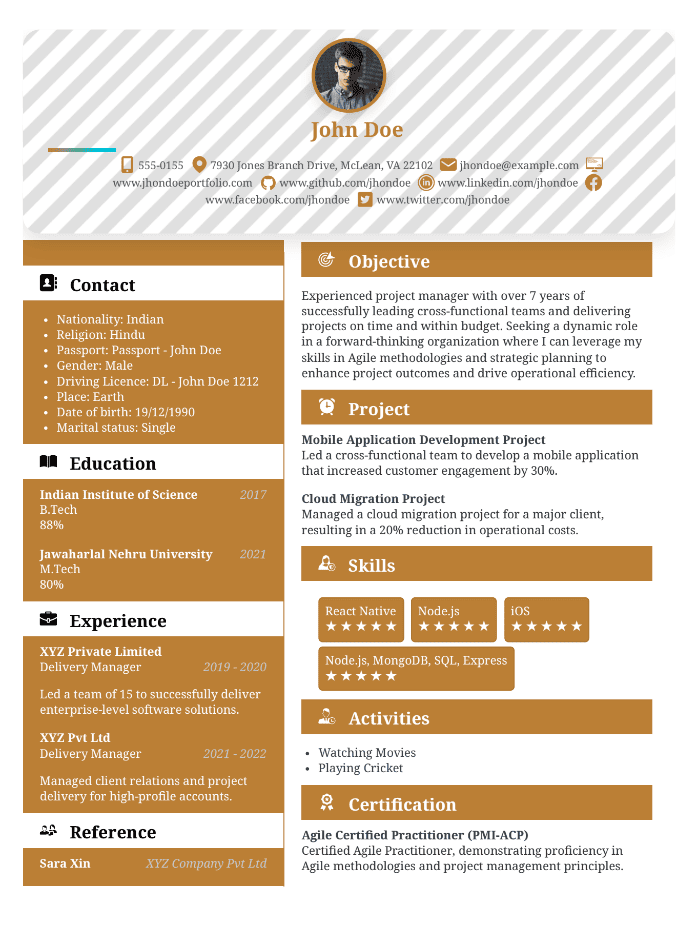 John Doe
555-0155 7930 Jones Branch Drive, McLean, VA 22102 jhondoe@example.com
www.jhondoeportfolio.com www.github.com/jhondoe www.linkedin.com/jhondoe
www.facebook.com/jhondoe www.twitter.com/jhondoe
Contact
Nationality: Indian
Religion: Hindu
Passport: Passport - John Doe
Gender: Male
Driving Licence: DL - John Doe 1212
Place: Earth
Date of birth: 19/12/1990
Marital status: Single
Education
Indian Institute of Science 2017
B.Tech
88%
Jawaharlal Nehru University 2021
M.Tech
80%
Experience
XYZ Private Limited
Delivery Manager 2019 - 2020
Led a team of 15 to successfully deliver
enterprise-level software solutions.
XYZ Pvt Ltd
Delivery Manager 2021 - 2022
Managed client relations and project
delivery for high-profile accounts.
Reference
Sara Xin XYZ Company Pvt Ltd
Objective
Experienced project manager with over 7 years of
successfully leading cross-functional teams and delivering
projects on time and within budget. Seeking a dynamic role
in a forward-thinking organization where I can leverage my
skills in Agile methodologies and strategic planning to
enhance project outcomes and drive operational efficiency.
Project
Mobile Application Development Project
Led a cross-functional team to develop a mobile application
that increased customer engagement by 30%.
Cloud Migration Project
Managed a cloud migration project for a major client,
resulting in a 20% reduction in operational costs.
Skills
React Native Node.js iOS
Node.js, MongoDB, SQL, Express
Activities
Watching Movies
Playing Cricket
Certification
Agile Certified Practitioner (PMI-ACP)
Certified Agile Practitioner, demonstrating proficiency in
Agile methodologies and project management principles.